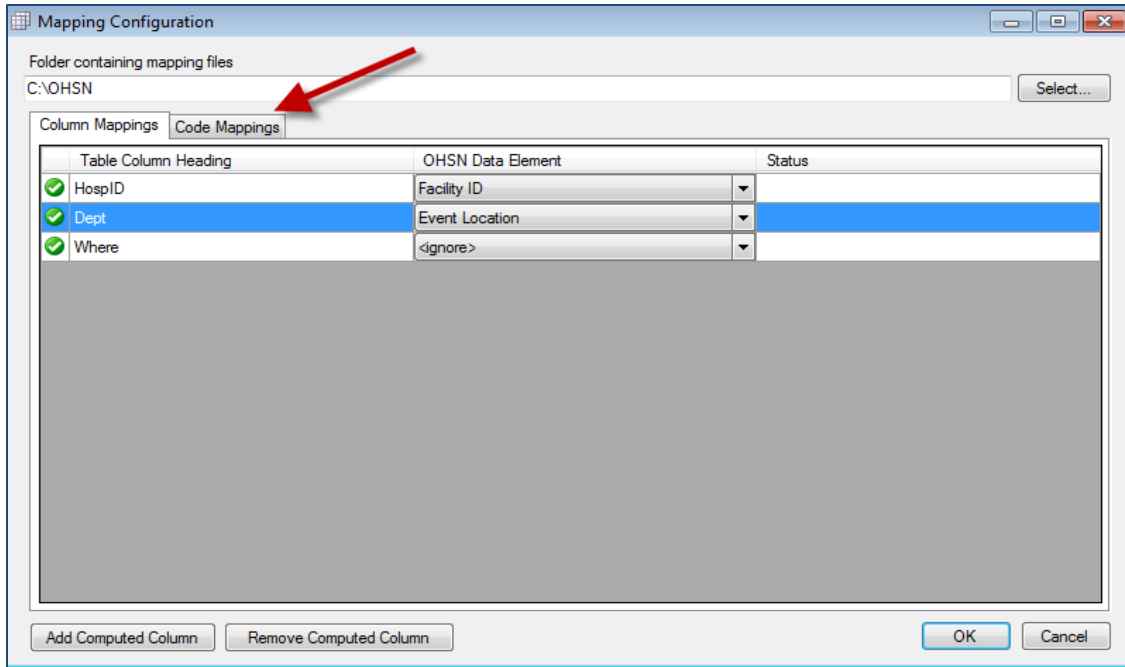 Mapping Configuration
Folder containing mapping files
C:\OHSN
Select...
Column Mappings Code Mappings
Table Column Heading OHSN Data Element Status
HospID Facility ID
Dept Event Location
Where <ignore>
Add Computed Column Remove Computed Column OK Cancel